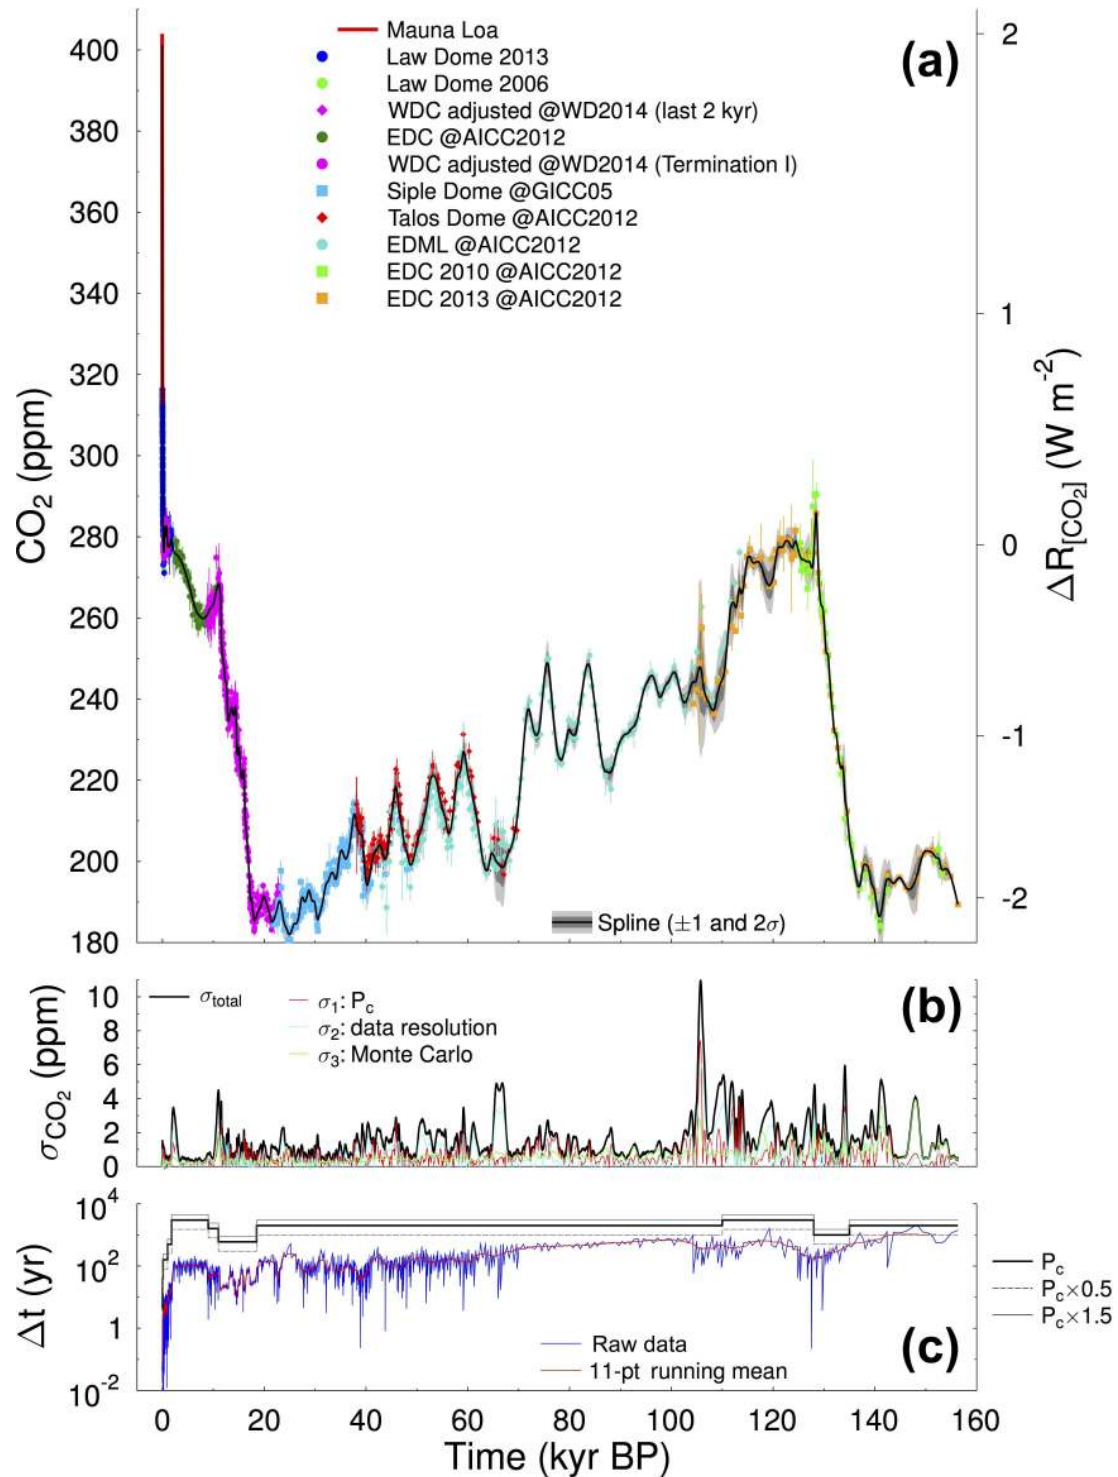 (a)
Mauna Loa
Law Dome 2013
Law Dome 2006
WDC adjusted @WD2014 (last 2 kyr)
EDC @AICC2012
WDC adjusted @WD2014 (Termination I)
Siple Dome @GICC05
Talos Dome @AICC2012
EDML @AICC2012
EDC 2010 @AICC2012
EDC 2013 @AICC2012
400
380
360
340
320
300
280
260
240
220
200
180
CO₂ (ppm)
2
1
0
-1
-2
ΔR[CO₂] (W m⁻²)
Spline (±1 and 2σ)
(b)
σtotal
σ₁: Pc
σ₂: data resolution
σ₃: Monte Carlo
10
8
6
4
2
0
σCO₂ (ppm)
(c)
10⁴
10²
1
10⁻²
Δt (yr)
Pc
Pc×0.5
Pc×1.5
Raw data
11-pt running mean
0 20 40 60 80 100 120 140 160
Time (kyr BP)